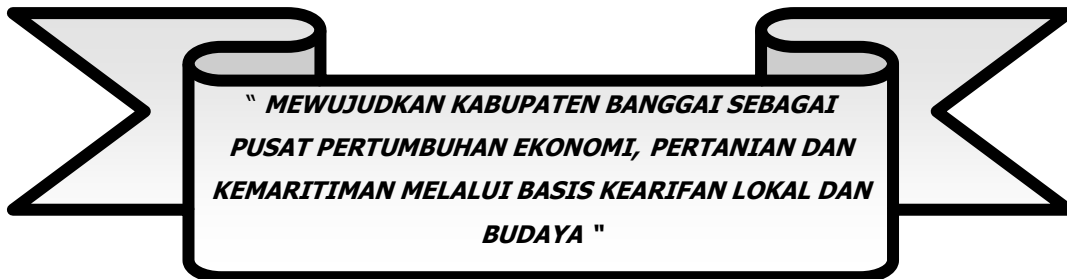 “ MEWUJUDKAN KABUPATEN BANGGAI SEBAGAI
PUSAT PERTUMBUHAN EKONOMI, PERTANIAN DAN
KEMARITIMAN MELALUI BASIS KEARIFAN LOKAL DAN
BUDAYA "